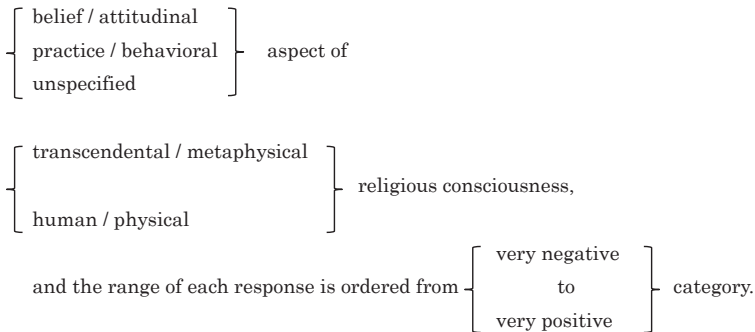 belief / attitudinal
practice / behavioral aspect of
unspecified
transcendental / metaphysical
religious consciousness,
human / physical
very negative
and the range of each response is ordered from to category.
very positive